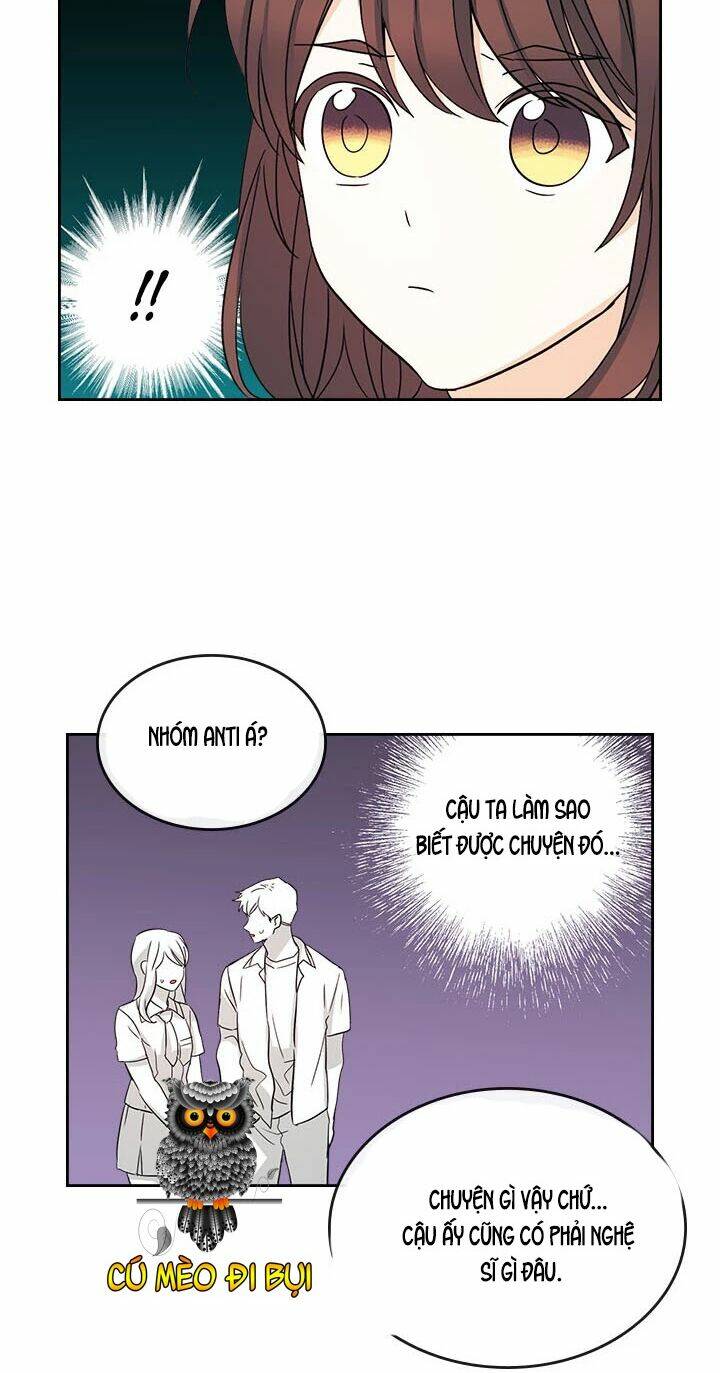 !!
NHÓM ANTI Á?
CẬU TA LÀM SAO
BIẾT ĐƯỢC CHUYỆN ĐÓ...
CHUYỆN GÌ VẬY CHỨ...
CẬU ẤY CŨNG CÓ PHẢI NGHỆ
SĨ GÌ ĐÂU.
CÚ MÈO ĐI BỤI